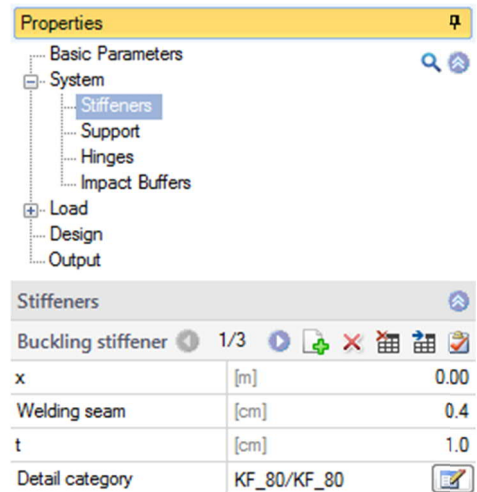 Properties
Basic Parameters
System
Stiffeners
Support
Hinges
Impact Buffers
Load
Design
Output
Stiffeners
Buckling stiffener 1/3
x [m] 0.00
Welding seam [cm] 0.4
t [cm] 1.0
Detail category KF_80/KF_80